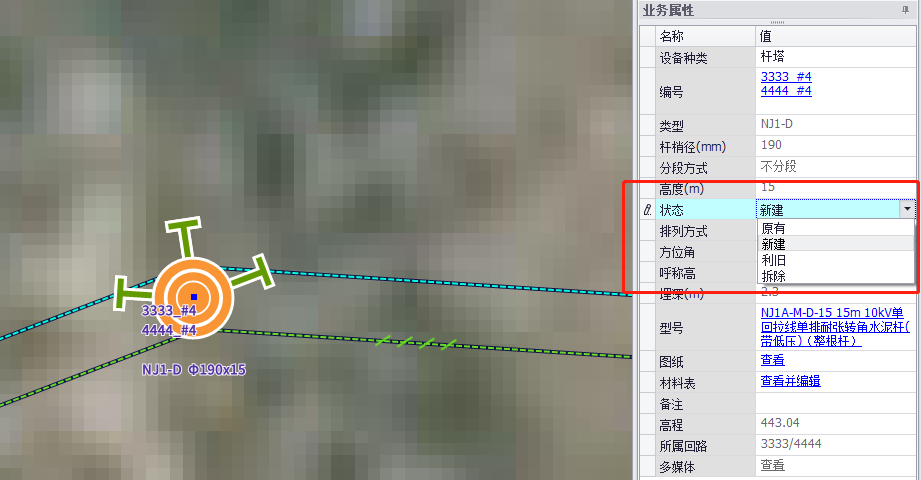 业务属性
名称 值
设备种类 杆塔
编号 3333_#4
4444_#4
类型 NJ1-D
杆梢径(mm) 190
分段方式 不分段
高度(m) 15
状态 新建
原有
新建
利旧
拆除
排列方式
方位角
呼称高
埋深(m) 2.3
型号 NJ1A-M-D-15 15m 10kV单
回拉线单排耐张转角水泥杆(
带低压)（整根杆）
图纸 查看
材料表 查看并编辑
备注
高程 443.04
所属回路 3333/4444
多媒体 查看
3333_#4
4444_#4
NJ1-D Φ190x15